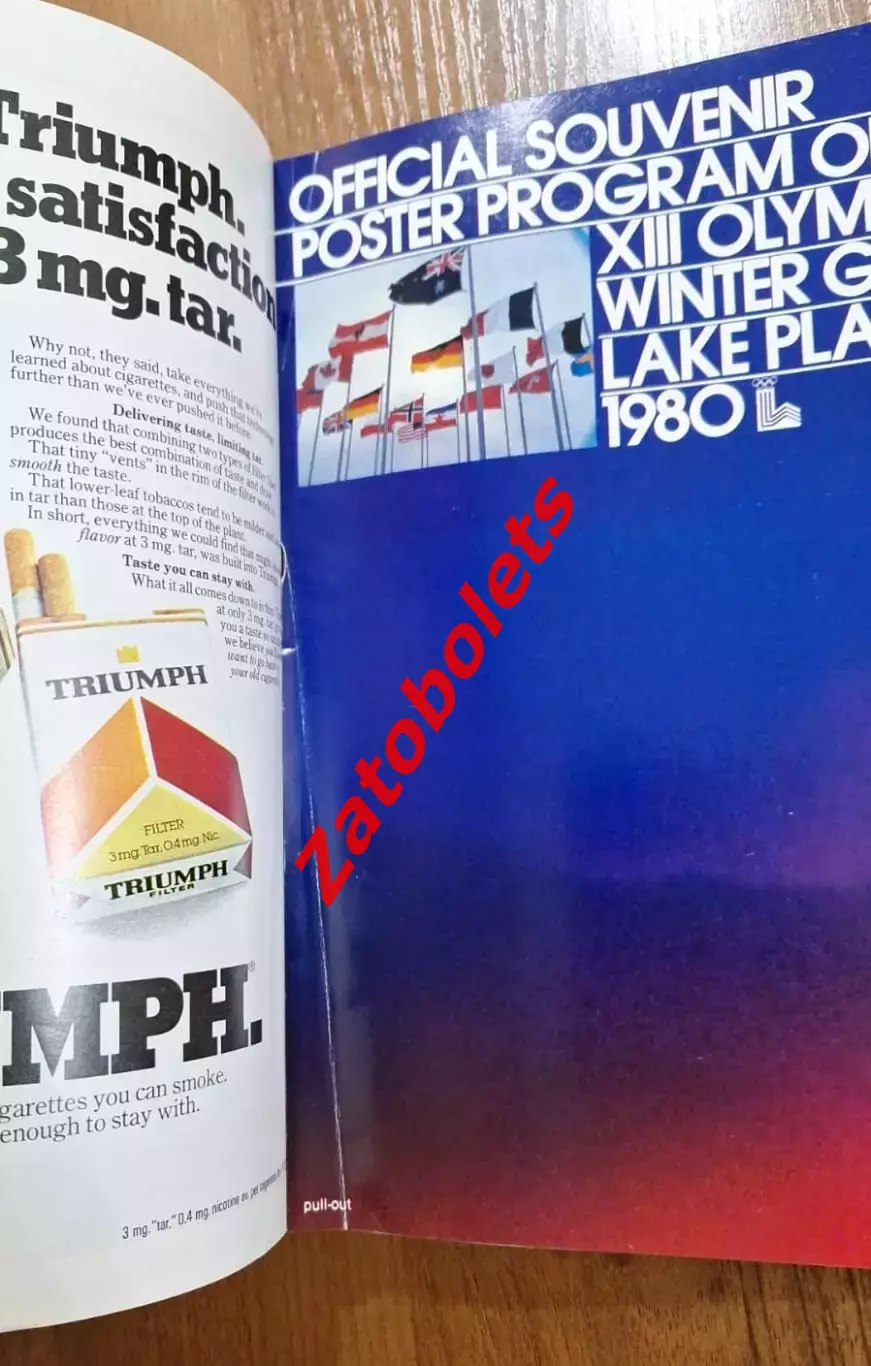 Triumph.
satisfaction
3 mg. tar.
Why not, they said, take everything we've
learned about cigarettes, and push that technology
further than we've ever pushed it before.
Delivering taste, limiting tar.
We found that combining two types of filter
produces the best combination of taste and
That tiny "vents" in the rim of the filter
smooth the taste.
That lower-leaf tobaccos tend to be milder and
in tar than those at the top of the plant.
In short, everything we could find that might
flavor at 3 mg. tar, was built into
Taste you can stay with.
What it all comes down to is this:
at only 3 mg. tar,
you a taste so
we believe
want to go back
your old
TRIUMPH
FILTER
3 mg. Tar, 0.4 mg. Nic.
TRIUMPH
FILTER
MPH.®
garettes you can smoke.
enough to stay with.
3 mg. "tar," 0.4 mg. nicotine av. per cigarette
OFFICIAL SOUVENIR
POSTER PROGRAM O
XIII OLYM
WINTER G
LAKE PLA
1980
Zatobolets
pull-out